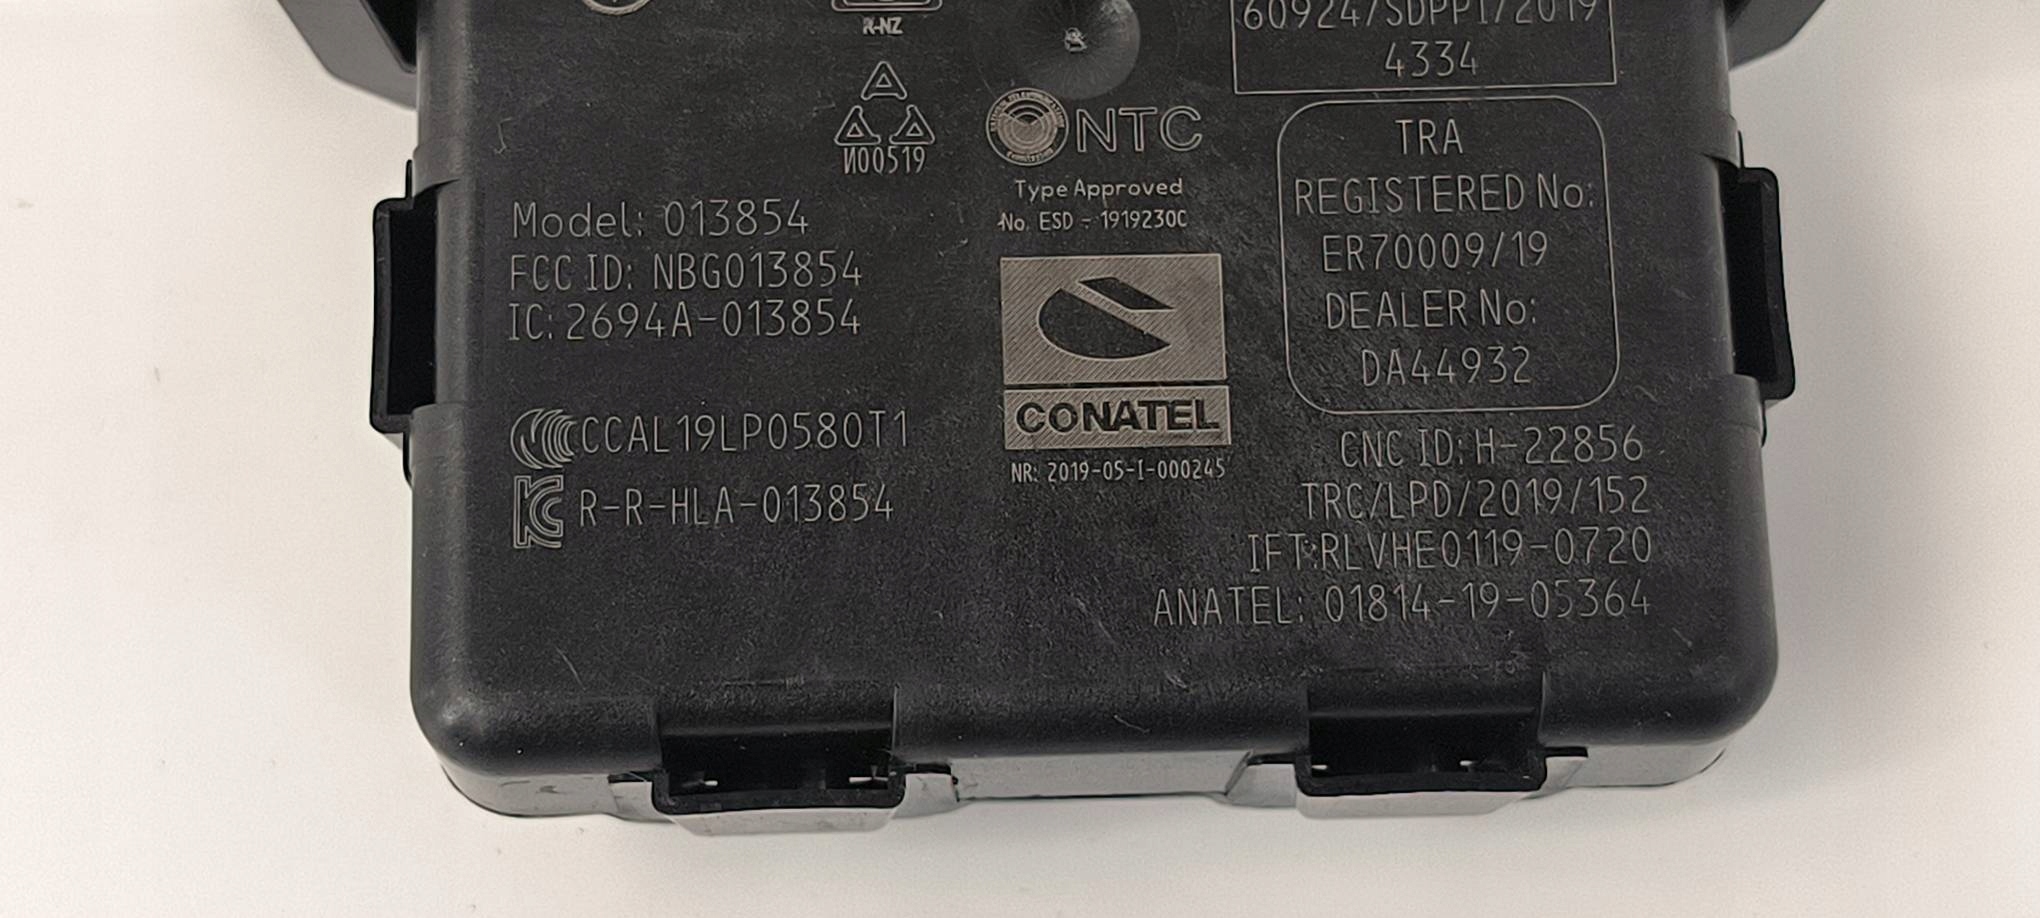 R-NZ
60924/SDPPI/2019
4334
И00519
NTC
Type Approved
No. ESD - 1919230C
TRA
REGISTERED No:
ER70009/19
DEALER No:
DA44932
Model: 013854
FCC ID: NBG013854
IC: 2694A-013854
CCAL19LP0580T1
R-R-HLA-013854
CONATEL
NR: 2019-05-I-000245
CNC ID: H-22856
TRC/LPD/2019/152
IFT:RLVHE0119-0720
ANATEL: 01814-19-05364